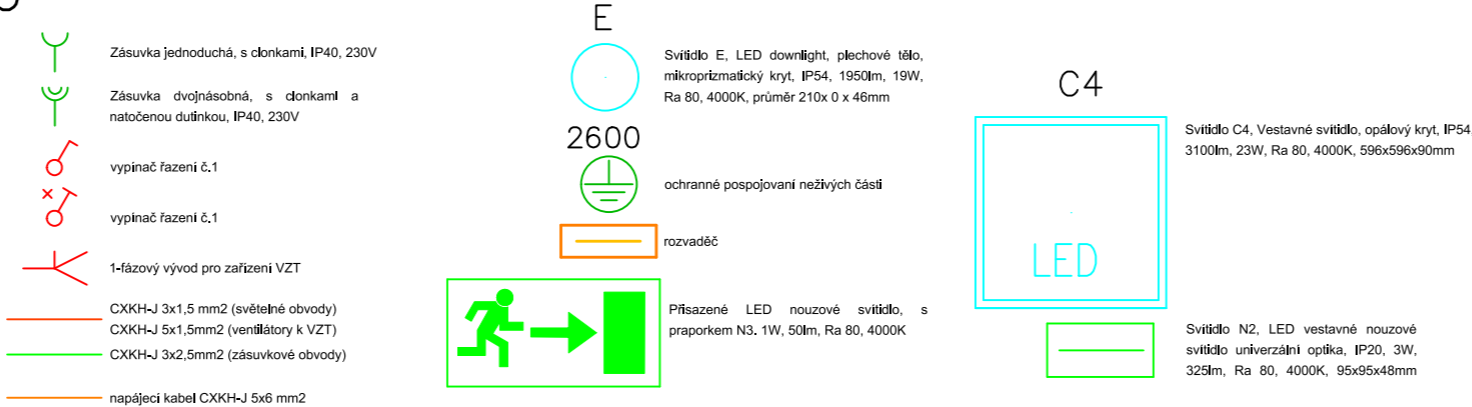 Zásuvka jednoduchá, s clonkami, IP40, 230V
Zásuvka dvojnásobná, s clonkami a
natočenou dutinkou, IP40, 230V
vypínač řazení č.1
x
vypínač řazení č.1
1-fázový vývod pro zařízení VZT
CXKH-J 3x1,5 mm2 (světelné obvody)
CXKH-J 5x1,5mm2 (ventilátory k VZT)
CXKH-J 3x2,5mm2 (zásuvkové obvody)
napájecí kabel CXKH-J 5x6 mm2
E
Svítidlo E, LED downlight, plechové tělo,
mikroprizmatický kryt, IP54, 1950lm, 19W,
Ra 80, 4000K, průměr 210x 0 x 46mm
2600
ochranné pospojovaní neživých části
rozvaděč
Přisazené LED nouzové svítidlo, s
praporkem N3. 1W, 50lm, Ra 80, 4000K
C4
LED
Svítidlo C4, Vestavné svítidlo, opálový kryt, IP54
3100lm, 23W, Ra 80, 4000K, 596x596x90mm
Svítidlo N2, LED vestavné nouzové
svítidlo univerzální optika, IP20, 3W,
325lm, Ra 80, 4000K, 95x95x48mm